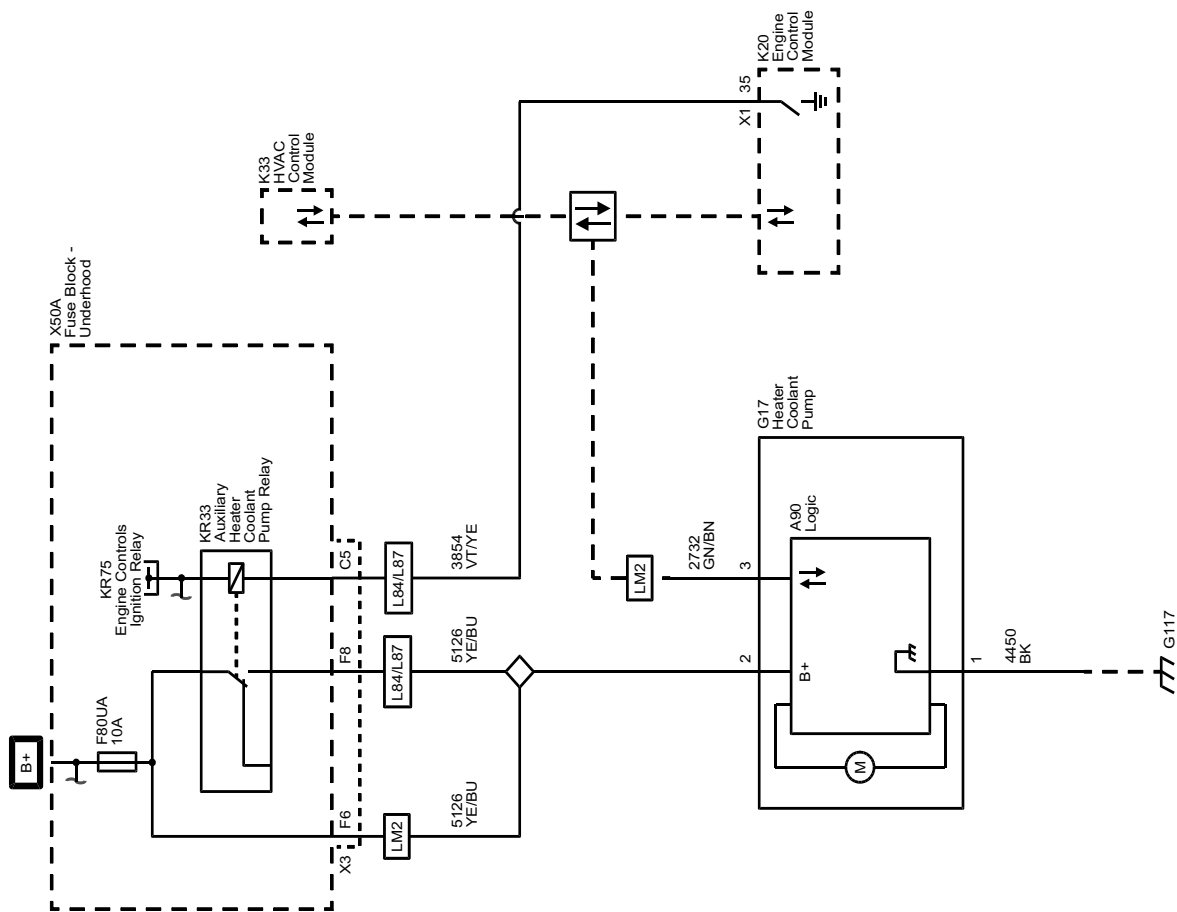 B+
X50A
Fuse Block -
Underhood
F80UA
10A
KR75
Engine Controls
Ignition Relay
KR33
Auxiliary
Heater
Coolant
Pump Relay
X3
F6
F8
C5
LM2
L84/L87
L84/L87
5126
YE/BU
5126
YE/BU
3854
VT/YE
K33
HVAC
Control
Module
K20
Engine
Control
Module
X1
35
LM2
2732
GN/BN
G17
Heater
Coolant
Pump
2
3
A90
Logic
B+
M
1
4450
BK
G117